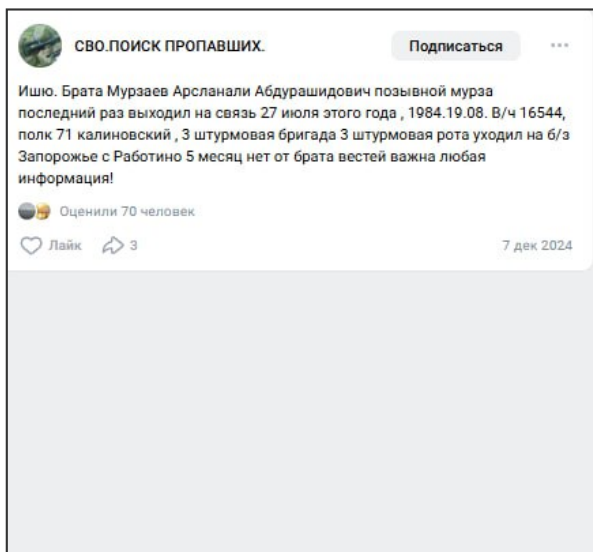 СВО.ПОИСК ПРОПАВШИХ.
Подписаться
Ишю. Брата Мурзаев Арсланали Абдурашидович позывной мурза
последний раз выходил на связь 27 июля этого года , 1984.19.08. В/ч 16544,
полк 71 калиновский , 3 штурмовая бригада 3 штурмовая рота уходил на б/з
Запорожье с Работино 5 месяц нет от брата вестей важна любая
информация!
Оценили 70 человек
Лайк 3
7 дек 2024